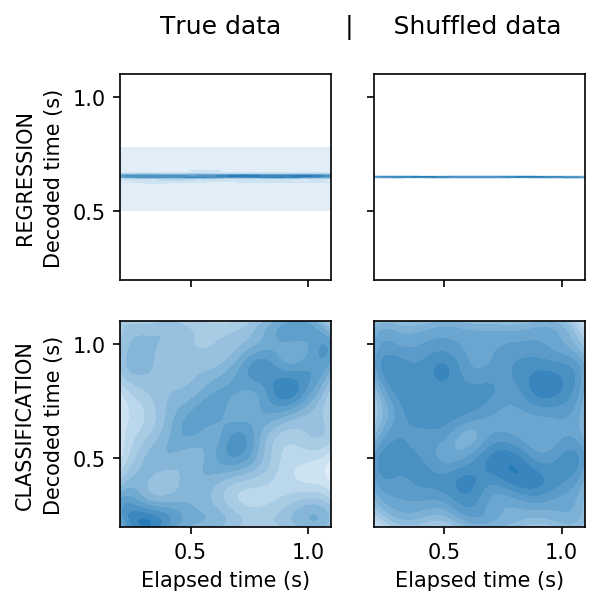 True data | Shuffled data
REGRESSION
Decoded time (s)
1.0
0.5
CLASSIFICATION
Decoded time (s)
1.0
0.5
0.5 1.0 0.5 1.0
Elapsed time (s) Elapsed time (s)